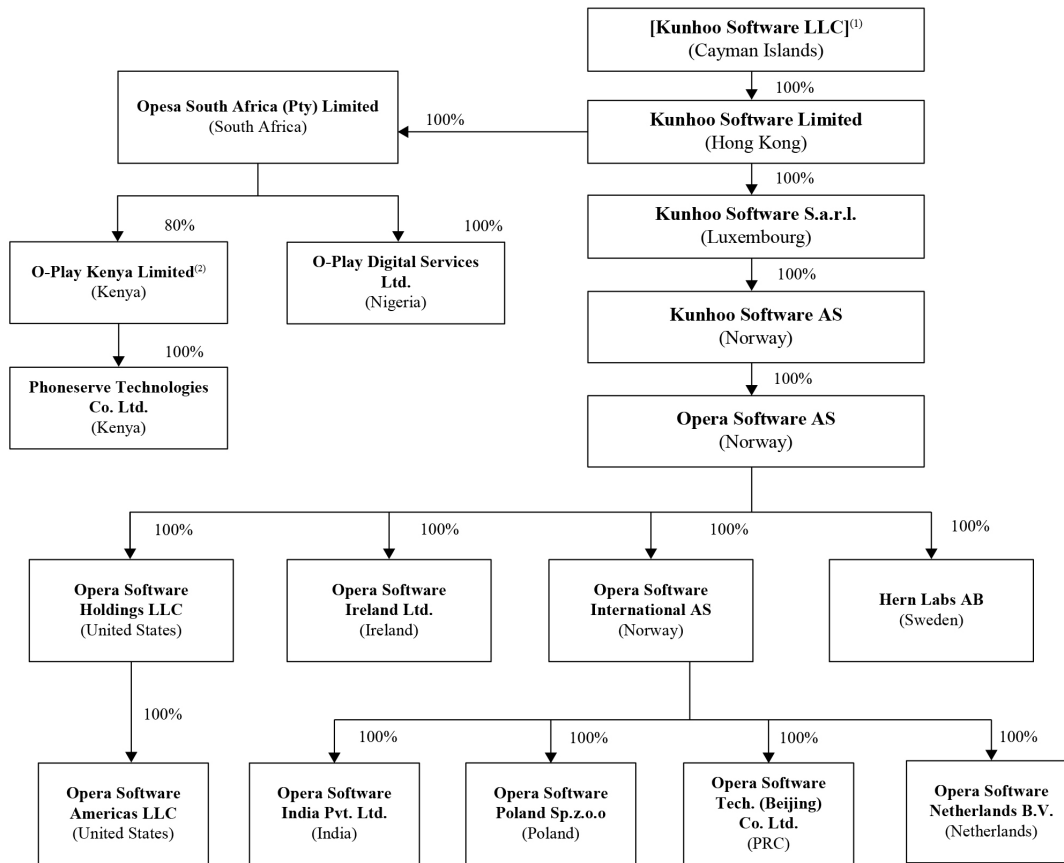 [Kunhoo Software LLC](1)
(Cayman Islands)
100%
Opesa South Africa (Pty) Limited
(South Africa)
100%
Kunhoo Software Limited
(Hong Kong)
100%
80%
100%
Kunhoo Software S.a.r.l.
(Luxembourg)
O-Play Kenya Limited(2)
(Kenya)
O-Play Digital Services
Ltd.
(Nigeria)
100%
Kunhoo Software AS
(Norway)
100%
Phoneserve Technologies
Co. Ltd.
(Kenya)
100%
Opera Software AS
(Norway)
100%
100%
100%
100%
Opera Software
Holdings LLC
(United States)
Opera Software
Ireland Ltd.
(Ireland)
Opera Software
International AS
(Norway)
Hern Labs AB
(Sweden)
100%
100%
100%
100%
100%
Opera Software
Americas LLC
(United States)
Opera Software
India Pvt. Ltd.
(India)
Opera Software
Poland Sp.z.o.o
(Poland)
Opera Software
Tech. (Beijing)
Co. Ltd.
(PRC)
Opera Software
Netherlands B.V.
(Netherlands)